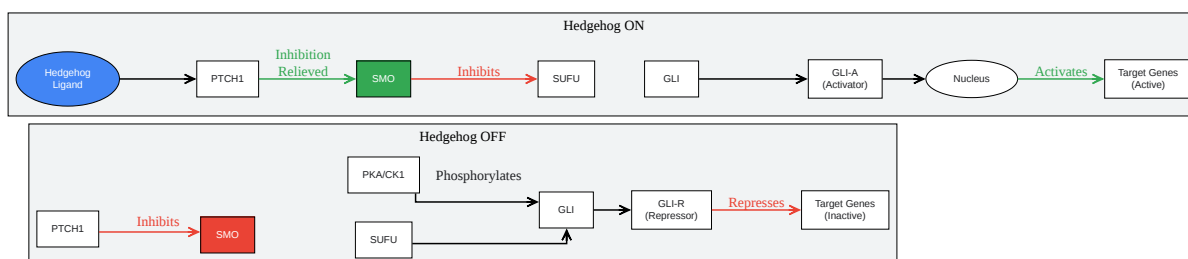 Hedgehog ON
Hedgehog
Ligand
PTCH1
Inhibition
Relieved
SMO
Inhibits
SUFU
GLI
GLI-A
(Activator)
Nucleus
Activates
Target Genes
(Active)
Hedgehog OFF
PTCH1
Inhibits
SMO
PKA/CK1
Phosphorylates
SUFU
GLI
GLI-R
(Repressor)
Represses
Target Genes
(Inactive)